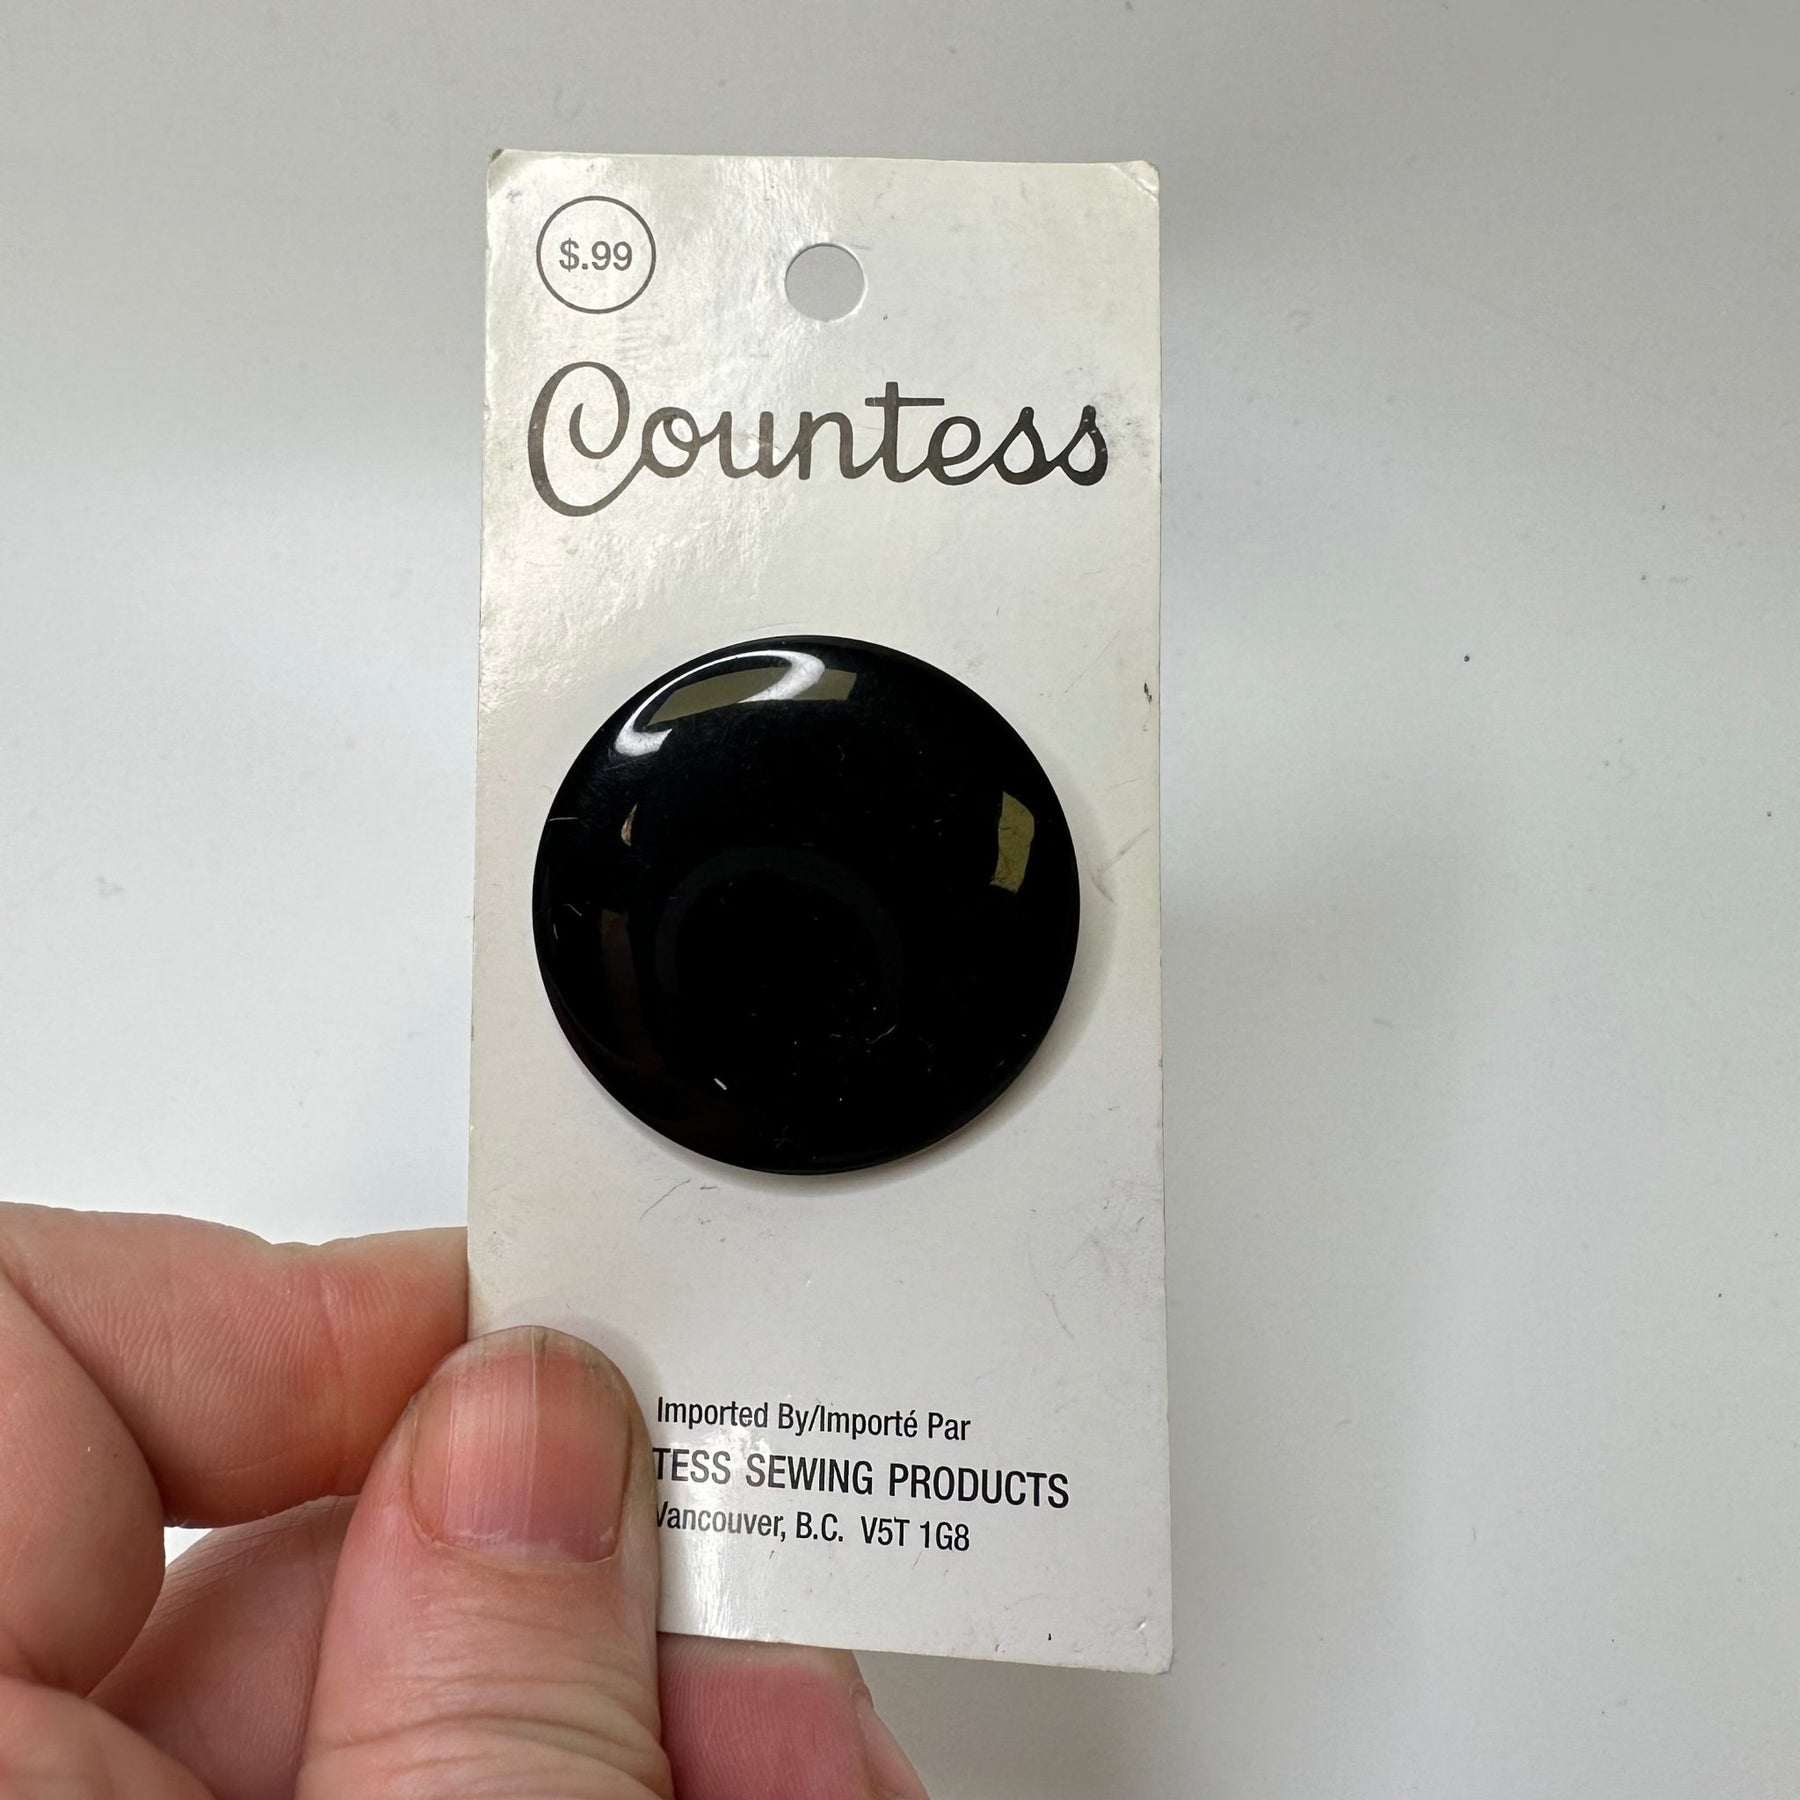 $.99
Countess
Imported By/Importé Par
TESS SEWING PRODUCTS
Vancouver, B.C. V5T 1G8